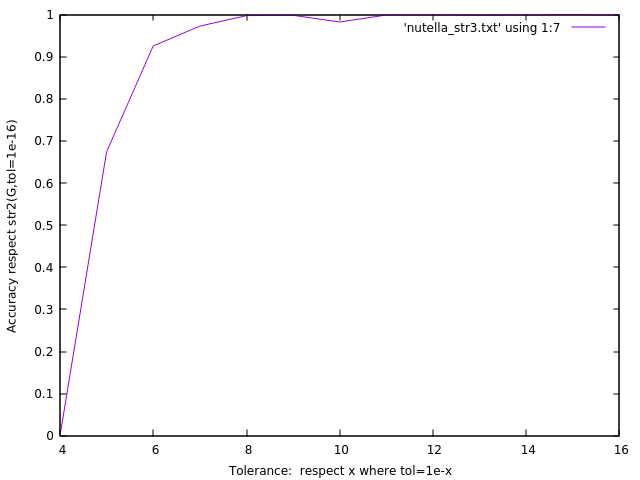 1
0.9
0.8
0.7
0.6
0.5
0.4
0.3
0.2
0.1
0
Accuracy respect str2(G,tol=1e-16)
'nutella_str3.txt' using 1:7
4 6 8 10 12 14 16
Tolerance:  respect x where tol=1e-x